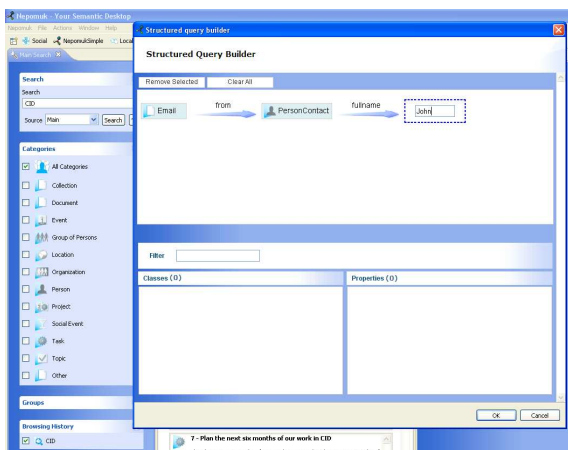 Nepomuk - Your Semantic Desktop
Nepomuk File Actions Window Help
Social NepomukSimple Local
Main Search
Search
Search
CID
Source Main Search
Categories
All Categories
Collection
Document
Event
Group of Persons
Location
Organization
Person
Project
Social Event
Task
Topic
Other
Groups
Browsing History
CID
Structured query builder
Structured Query Builder
Remove Selected Clear All
Email from PersonContact fullname John
Filter
Classes (0) Properties (0)
OK Cancel
7 - Plan the next six months of our work in CID